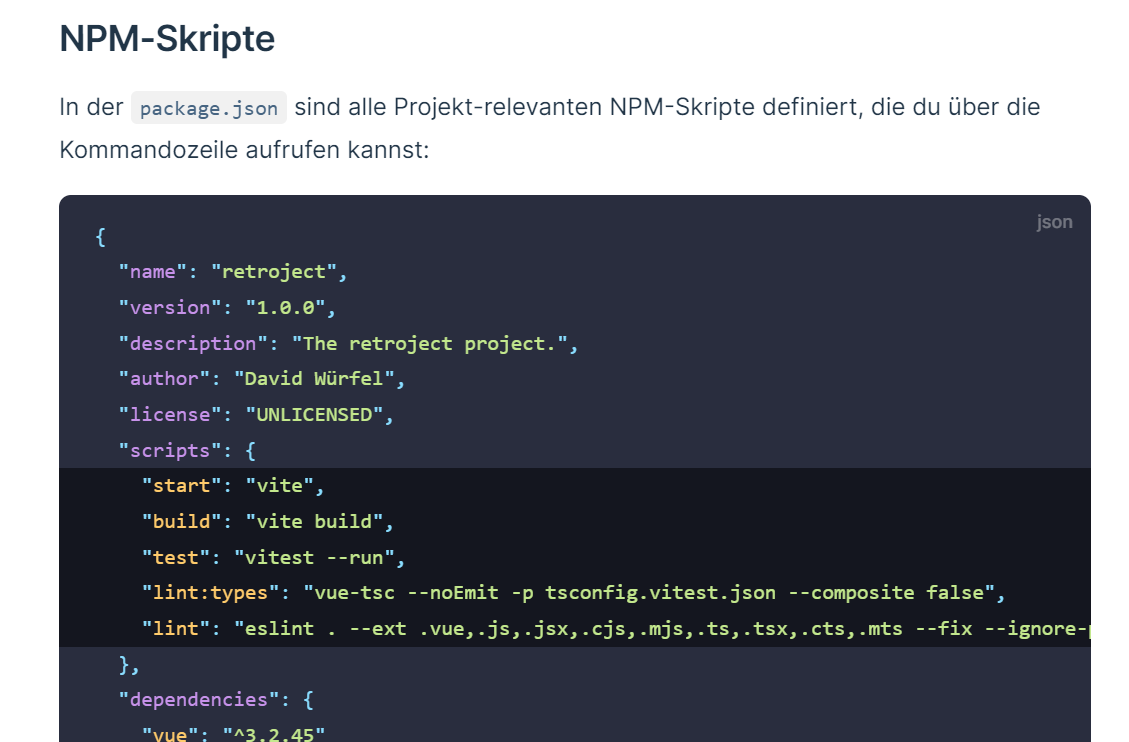 NPM-Skripte
In der package.json sind alle Projekt-relevanten NPM-Skripte definiert, die du über die
Kommandozeile aufrufen kannst:
json
{
  "name": "retroject",
  "version": "1.0.0",
  "description": "The retroject project.",
  "author": "David Würfel",
  "license": "UNLICENSED",
  "scripts": {
    "start": "vite",
    "build": "vite build",
    "test": "vitest --run",
    "lint:types": "vue-tsc --noEmit -p tsconfig.vitest.json --composite false",
    "lint": "eslint . --ext .vue,.js,.jsx,.cjs,.mjs,.ts,.tsx,.cts,.mts --fix --ignore-p
  },
  "dependencies": {
    "vue": "^3.2.45"